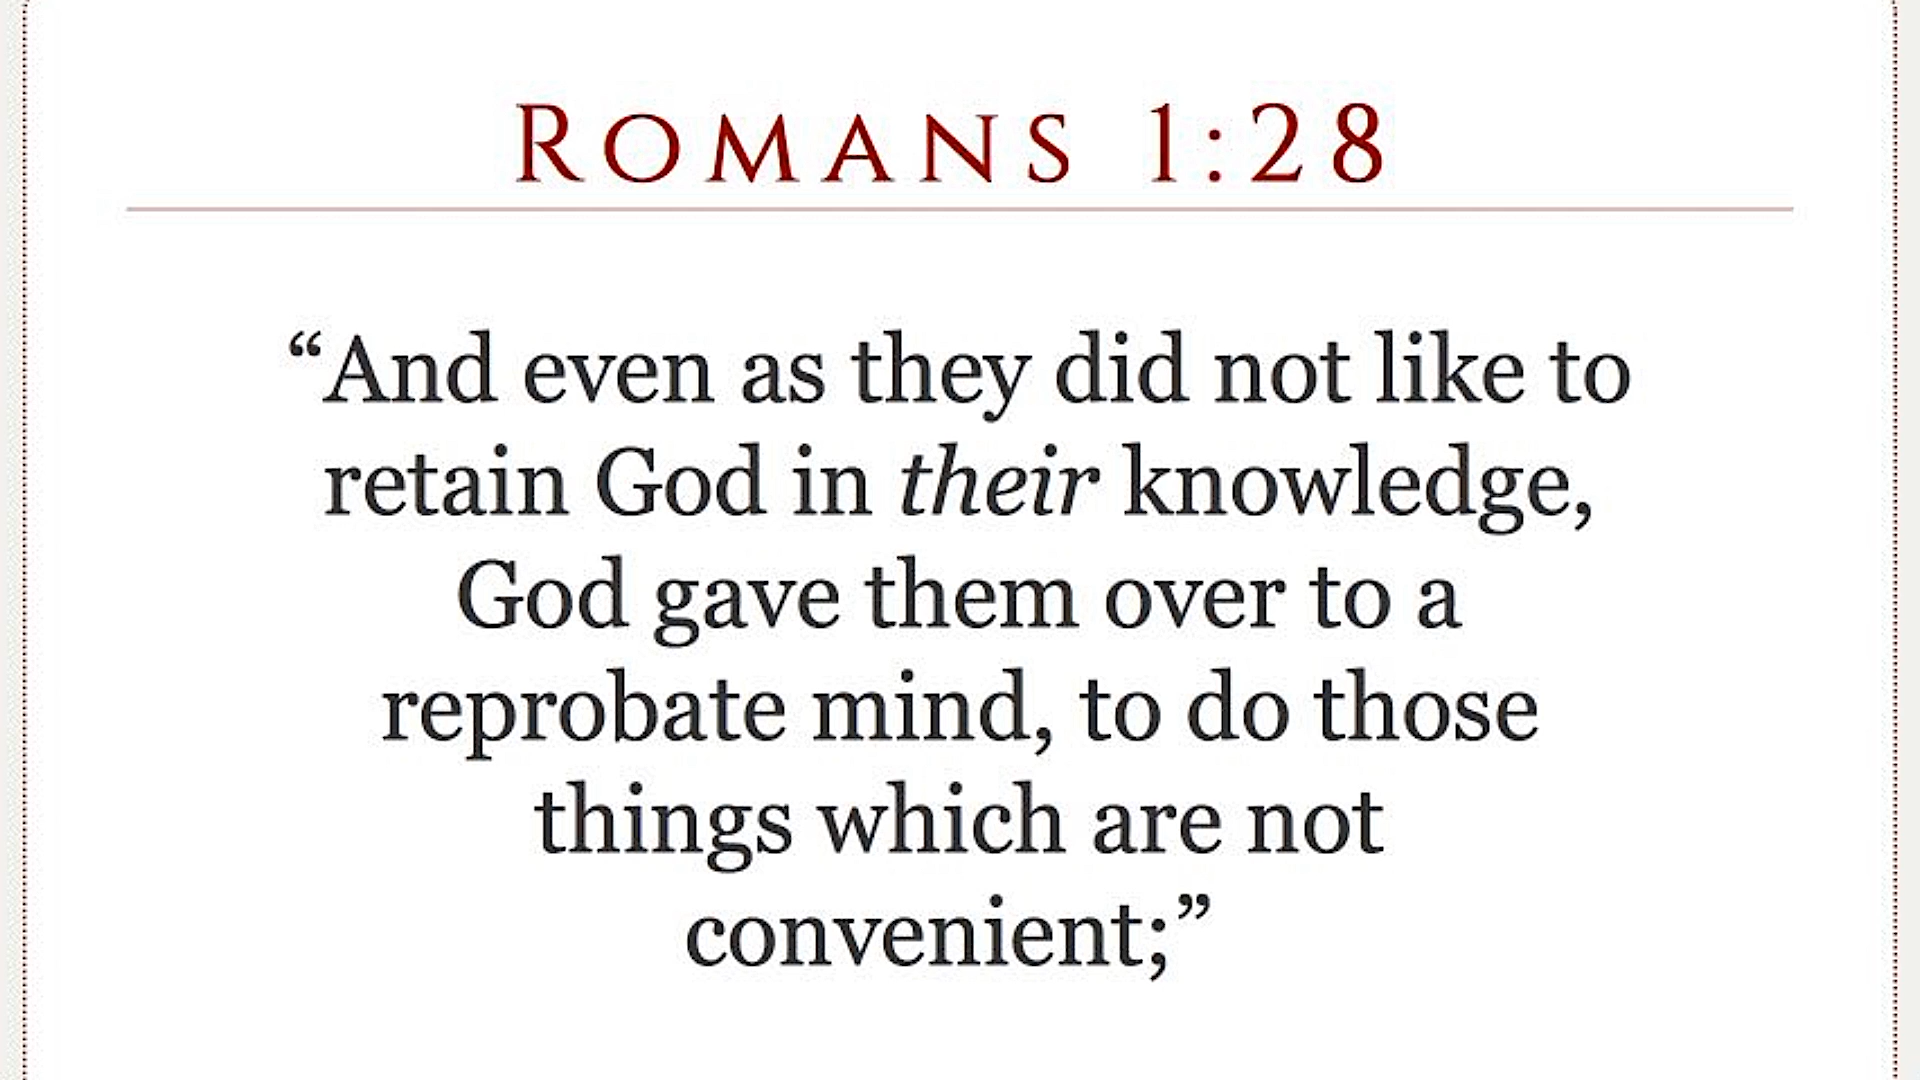 Romans 1:28
“And even as they did not like to
retain God in their knowledge,
God gave them over to a
reprobate mind, to do those
things which are not
convenient;”